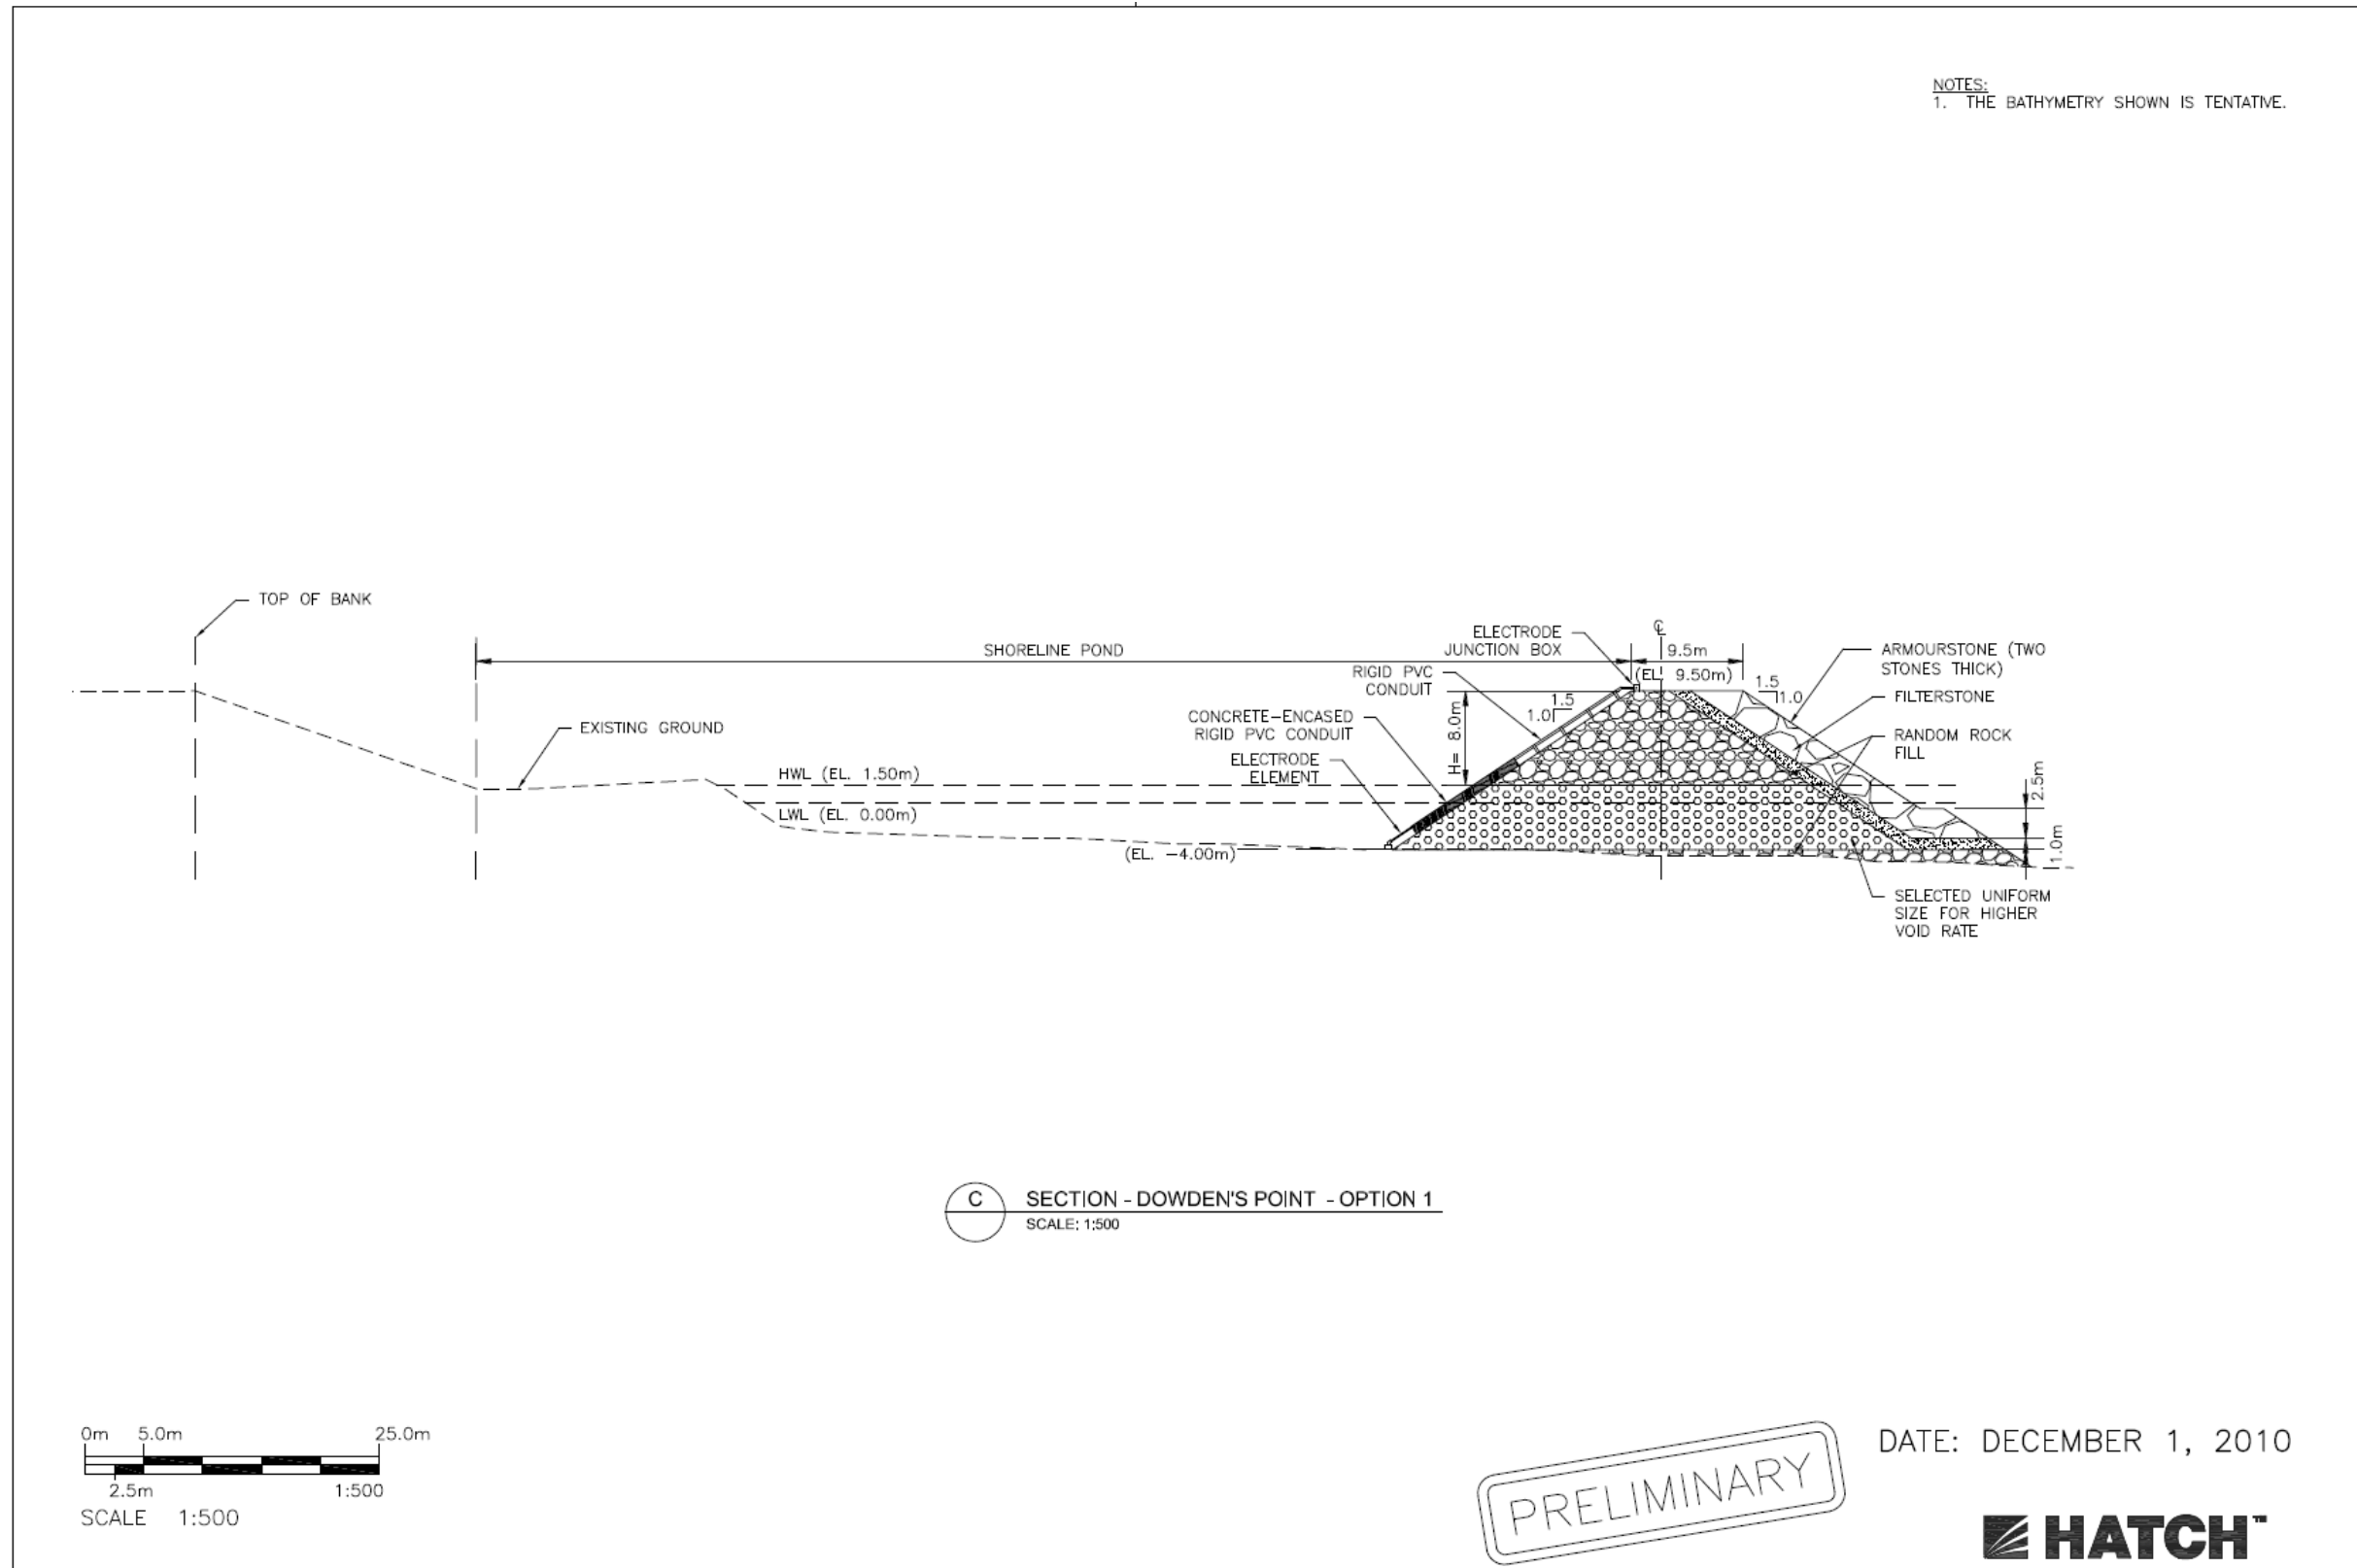 NOTES:
1. THE BATHYMETRY SHOWN IS TENTATIVE.
TOP OF BANK
SHORELINE POND
EXISTING GROUND
HWL (EL. 1.50m)
LWL (EL. 0.00m)
(EL. -4.00m)
ELECTRODE
JUNCTION BOX
RIGID PVC
CONDUIT
CONCRETE-ENCASED
RIGID PVC CONDUIT
ELECTRODE
ELEMENT
H= 8.0m
1.5
1.0
℄
9.5m
(EL. 9.50m)
1.5
1.0
ARMOURSTONE (TWO
STONES THICK)
FILTERSTONE
RANDOM ROCK
FILL
2.5m
1.0m
SELECTED UNIFORM
SIZE FOR HIGHER
VOID RATE
C
SECTION - DOWDEN'S POINT - OPTION 1
SCALE: 1:500
0m 5.0m 25.0m
2.5m 1:500
SCALE 1:500
PRELIMINARY
DATE: DECEMBER 1, 2010
HATCH™